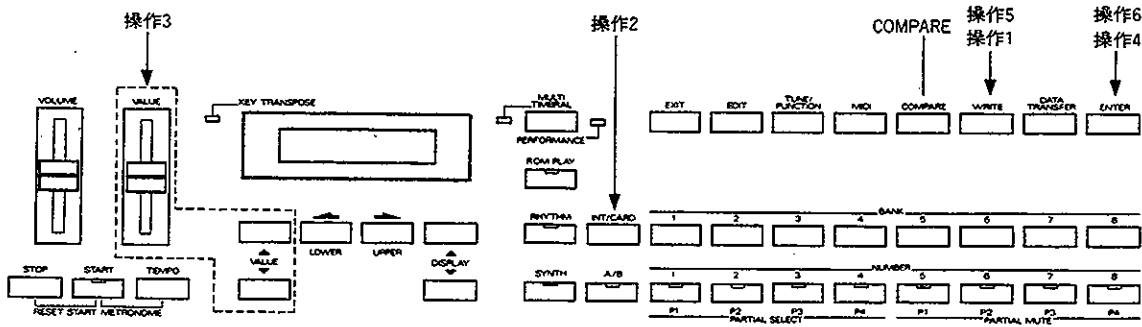 操作3
操作2
COMPARE
操作5
操作1
操作6
操作4
VOLUME
VALUE
KEY TRANSPOSE
MULTI
TIMBRAL
PERFORMANCE
EXIT
EDIT
TUNE/
FUNCTION
MIDI
COMPARE
WRITE
DATA
TRANSFER
ENTER
ROM PLAY
RHYTHM
INT/CARD
BANK
1 2 3 4 5 6 7 8
VALUE
LOWER
UPPER
DISPLAY
STOP
START
TEMPO
RESET START
METRONOME
SYNTH
A/B
NUMBER
1 2 3 4 5 6 7 8
P1 P2 P3 P4 P1 P2 P3 P4
PARTIAL SELECT
PARTIAL MUTE